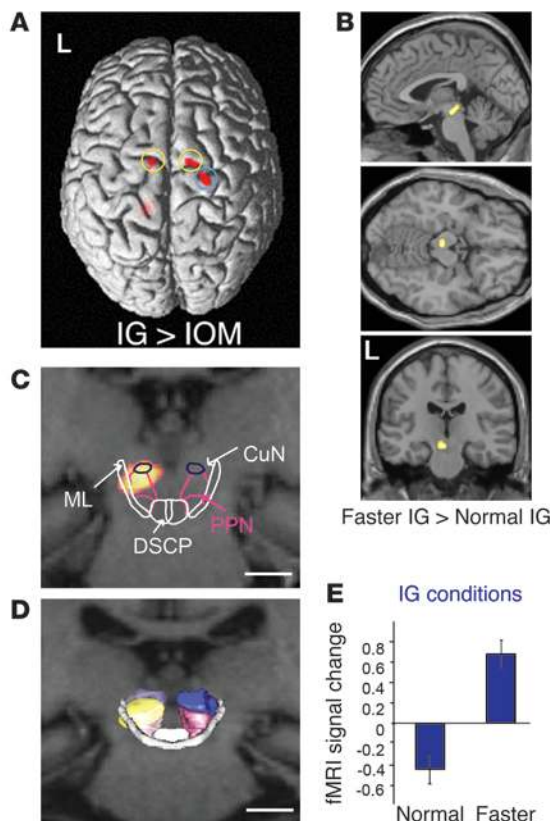 A
L
IG > IOM
B
L
Faster IG > Normal IG
C
CuN
ML
PPN
DSCP
D
E
IG conditions
fMRI signal change
0.8
0.6
0.4
0.2
0
-0.2
-0.4
-0.6
Normal Faster